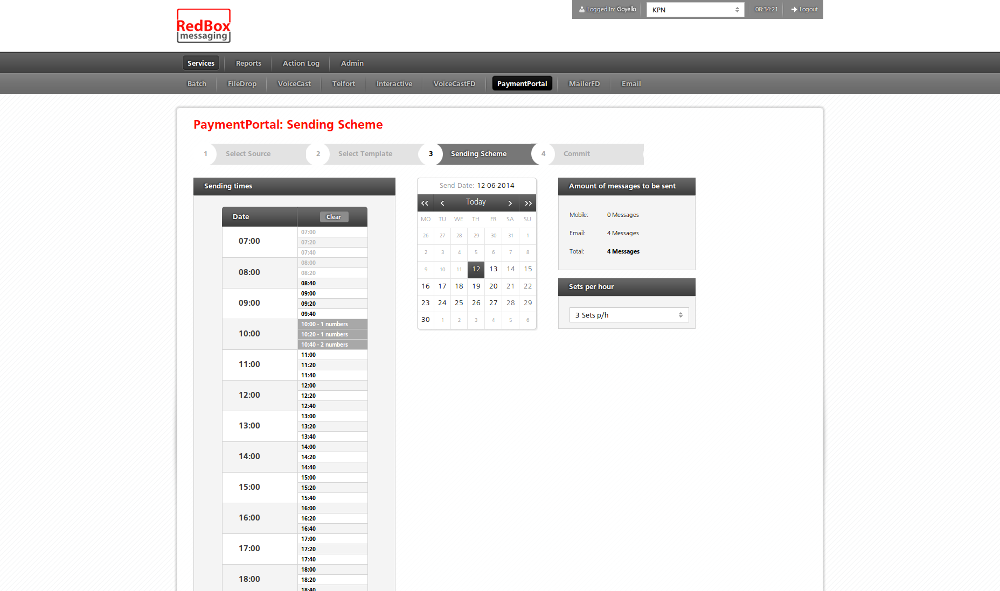 Logged In: Goyello KPN 08:34:21 Logout
RedBox
messaging
Services Reports Action Log Admin
Batch FileDrop VoiceCast Telfort Interactive VoiceCastFD PaymentPortal MailerFD Email
PaymentPortal: Sending Scheme
1 Select Source 2 Select Template 3 Sending Scheme 4 Commit
Sending times
Date Clear
07:00
07:00
07:20
07:40
08:00
08:00
08:20
08:40
09:00
09:00
09:20
09:40
10:00
10:00 - 1 numbers
10:20 - 1 numbers
10:40 - 2 numbers
11:00
11:00
11:20
11:40
12:00
12:00
12:20
12:40
13:00
13:00
13:20
13:40
14:00
14:00
14:20
14:40
15:00
15:00
15:20
15:40
16:00
16:00
16:20
16:40
17:00
17:00
17:20
17:40
18:00
18:00
18:20
18:40
Send Date: 12-06-2014
<< < Today > >>
MO TU WE TH FR SA SU
26 27 28 29 30 31 1
2 3 4 5 6 7 8
9 10 11 12 13 14 15
16 17 18 19 20 21 22
23 24 25 26 27 28 29
30 1 2 3 4 5 6
Amount of messages to be sent
Mobile: 0 Messages
Email: 4 Messages
Total: 4 Messages
Sets per hour
3 Sets p/h